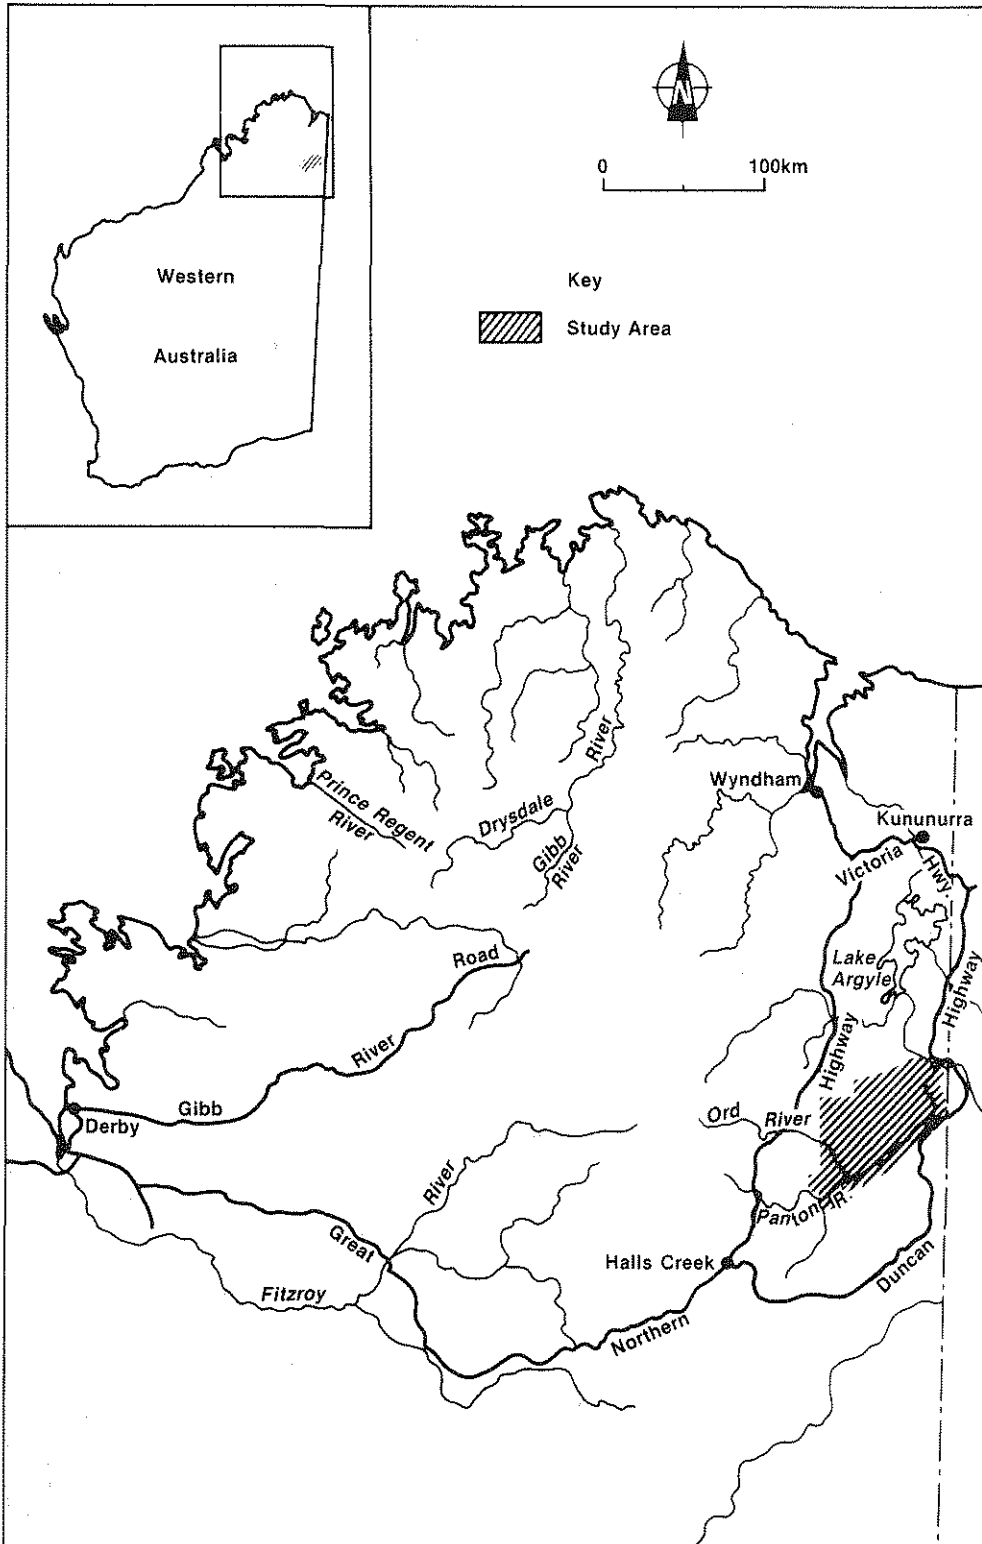 Western
Australia
N
0 100km
Key
Study Area
Prince Regent
River
Drysdale
River
Gibb
River
Wyndham
Kununurra
Victoria
Hwy.
Lake
Argyle
Highway
Highway
Gibb
River
Road
Derby
Ord
River
River
Panton
R.
Great
Fitzroy
Halls Creek
Northern
Duncan